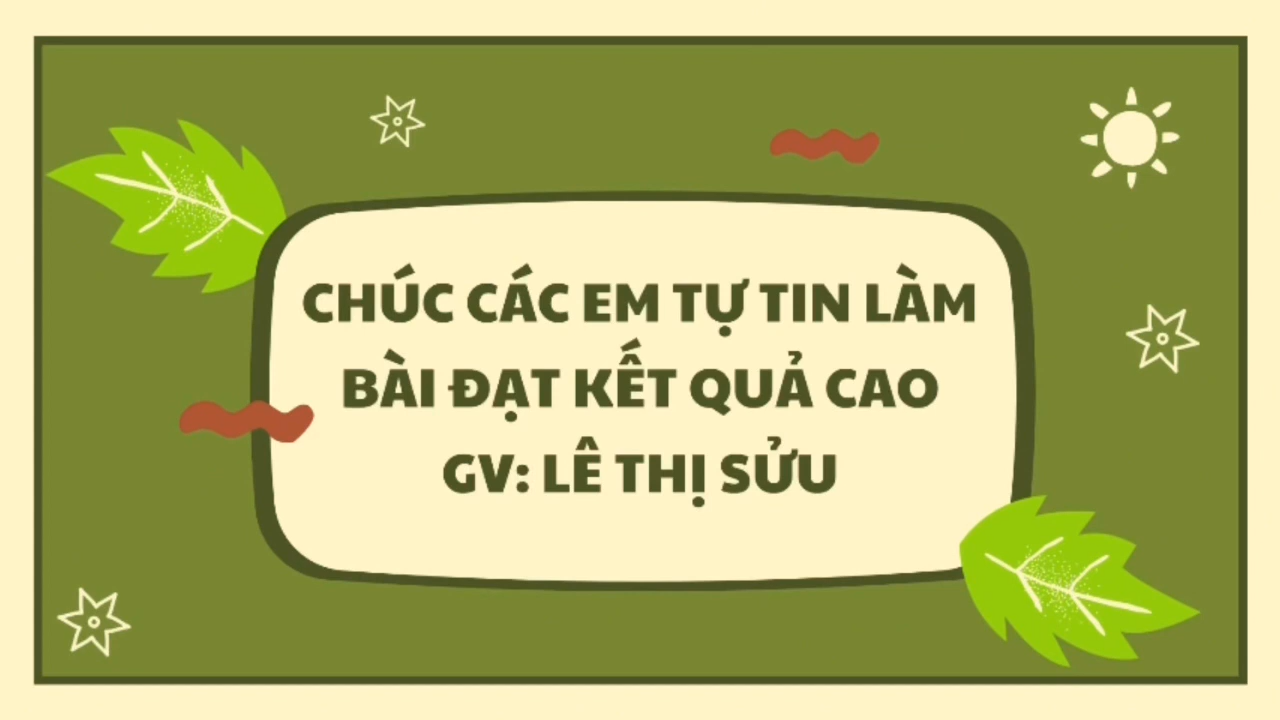 CHÚC CÁC EM TỰ TIN LÀM
BÀI ĐẠT KẾT QUẢ CAO
GV: LÊ THỊ SỬU